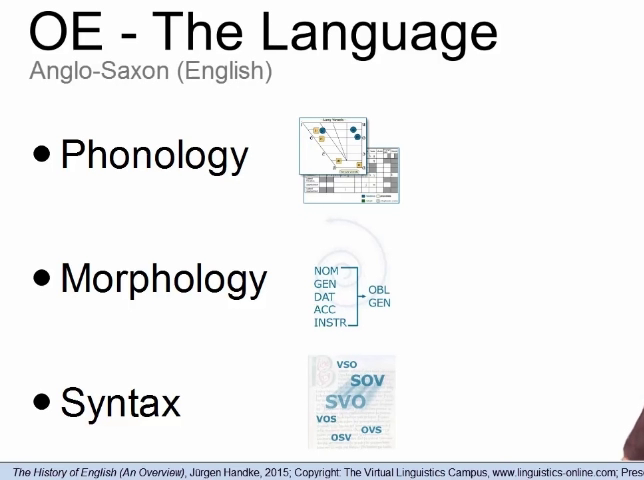 OE - The Language
Anglo-Saxon (English)
• Phonology
• Morphology
NOM
GEN
DAT
ACC
INSTR
OBL
GEN
• Syntax
VSO
SOV
SVO
VOS
OVS
OSV
The History of English (An Overview), Jürgen Handke, 2015; Copyright: The Virtual Linguistics Campus, www.linguistics-online.com; Pres